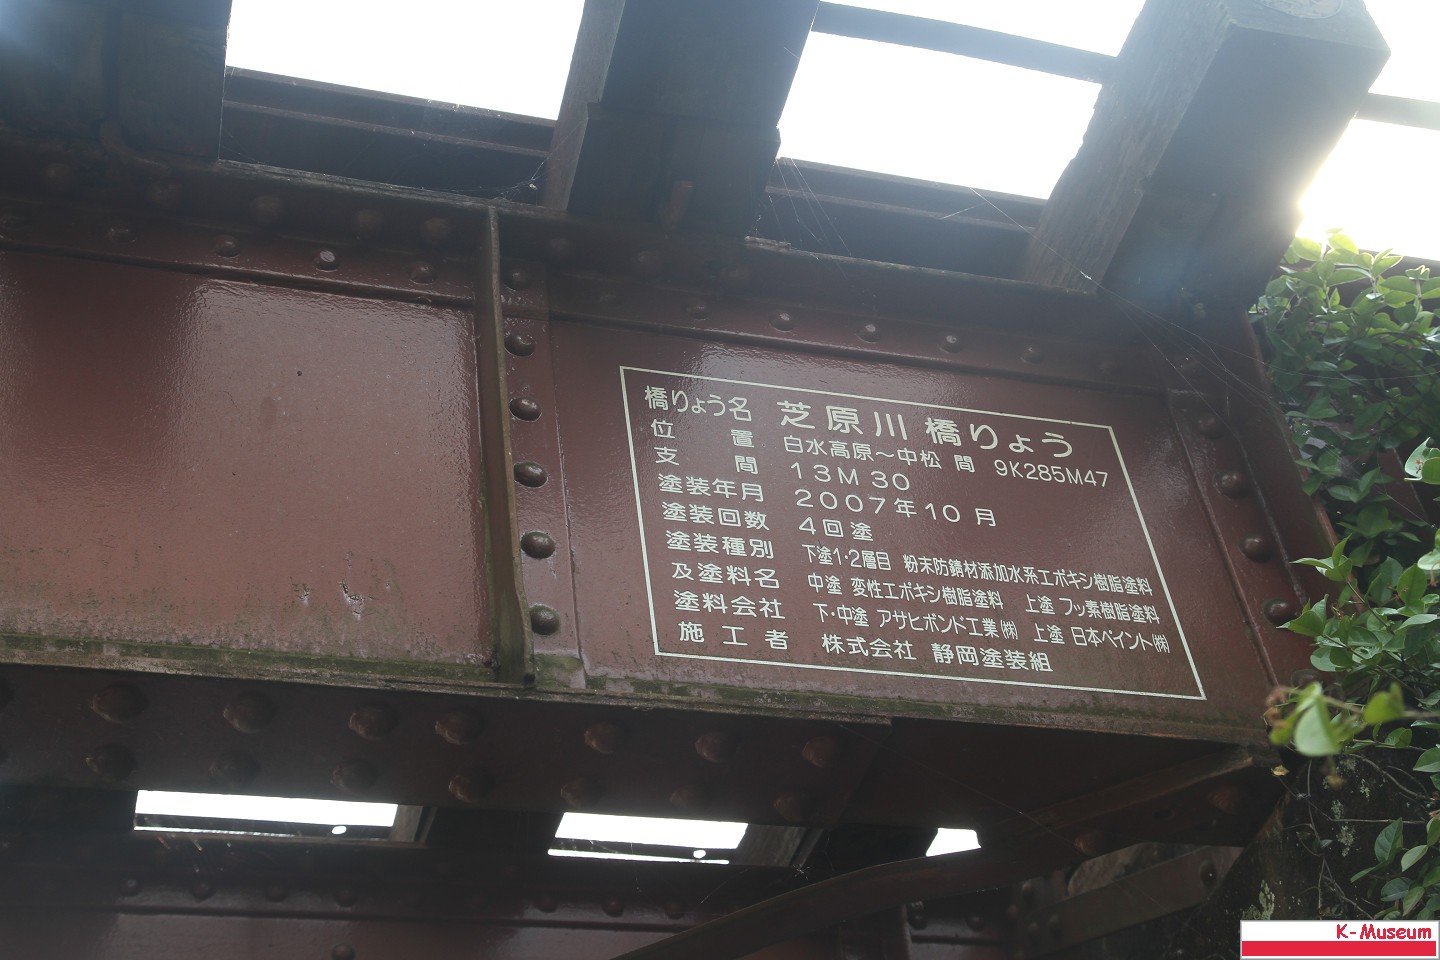 橋りょう名 芝原川橋りょう
位置 白水高原～中松間 9K285M47
支間 13M30
塗装年月 2007年10月
塗装回数 4回塗
塗装種別 下塗1・2層目 粉末防錆材添加水系エポキシ樹脂塗料
及塗料名 中塗 変性エポキシ樹脂塗料 上塗 フッ素樹脂塗料
塗料会社 下・中塗 アサヒボンド工業㈱ 上塗 日本ペイント㈱
施工者 株式会社 静岡塗装組
K-Museum